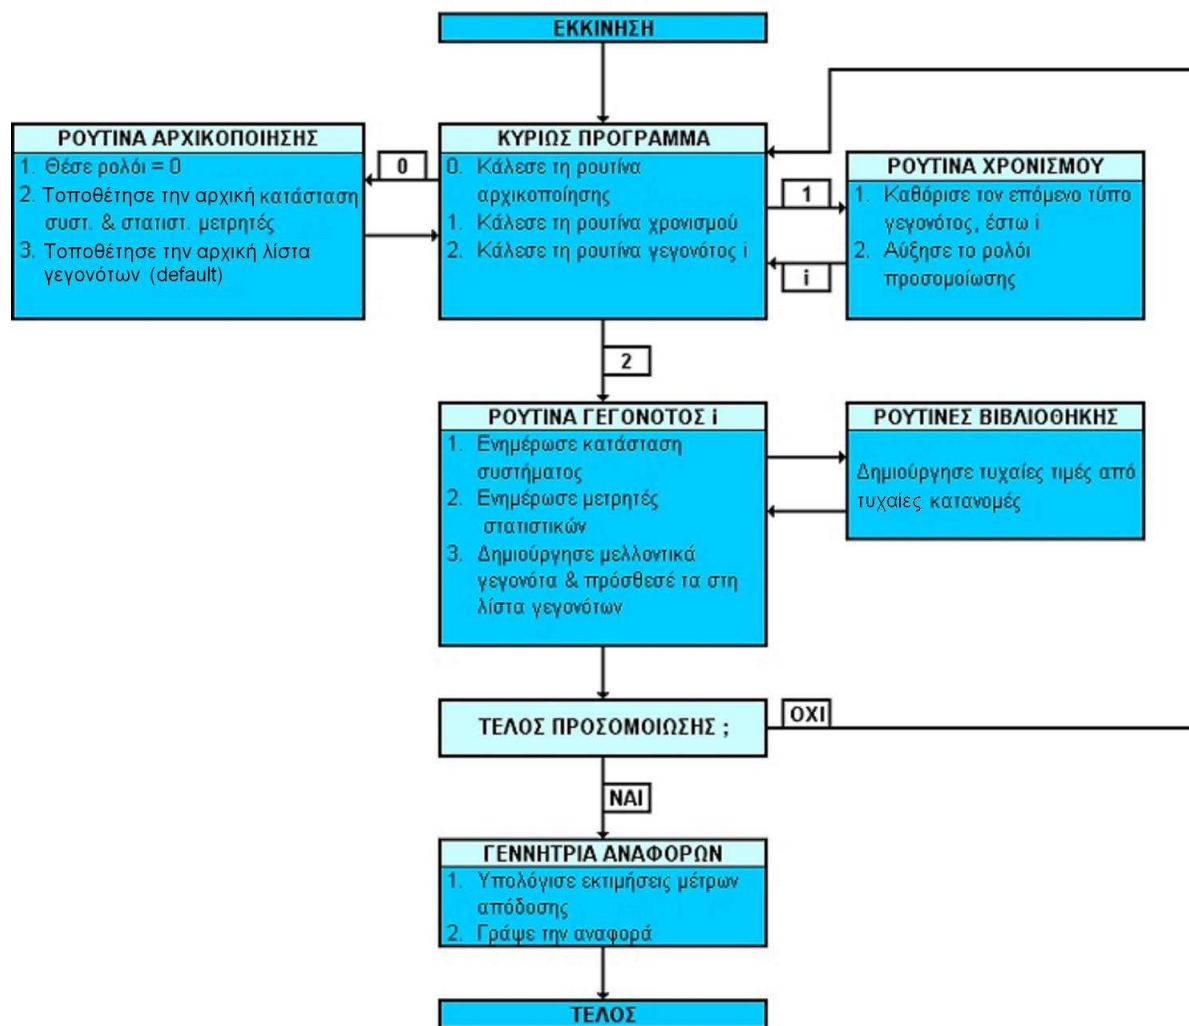 ΕΚΚΙΝΗΣΗ
ΡΟΥΤΙΝΑ ΑΡΧΙΚΟΠΟΙΗΣΗΣ
1. Θέσε ρολόι = 0
2. Τοποθέτησε την αρχική κατάσταση
συστ. & στατιστ. μετρητές
3. Τοποθέτησε την αρχική λίστα
γεγονότων (default)
0
ΚΥΡΙΩΣ ΠΡΟΓΡΑΜΜΑ
0. Κάλεσε τη ρουτίνα
αρχικοποίησης
1. Κάλεσε τη ρουτίνα χρονισμού
2. Κάλεσε τη ρουτίνα γεγονότος i
1
i
ΡΟΥΤΙΝΑ ΧΡΟΝΙΣΜΟΥ
1. Καθόρισε τον επόμενο τύπο
γεγονότος, έστω i
2. Αύξησε το ρολόι
προσομοίωσης
2
ΡΟΥΤΙΝΑ ΓΕΓΟΝΟΤΟΣ i
1. Ενημέρωσε κατάσταση
συστήματος
2. Ενημέρωσε μετρητές
στατιστικών
3. Δημιούργησε μελλοντικά
γεγονότα & πρόσθεσέ τα στη
λίστα γεγονότων
ΡΟΥΤΙΝΕΣ ΒΙΒΛΙΟΘΗΚΗΣ
Δημιούργησε τυχαίες τιμές από
τυχαίες κατανομές
ΤΕΛΟΣ ΠΡΟΣΟΜΟΙΩΣΗΣ ;
ΟΧΙ
ΝΑΙ
ΓΕΝΝΗΤΡΙΑ ΑΝΑΦΟΡΩΝ
1. Υπολόγισε εκτιμήσεις μέτρων
απόδοσης
2. Γράψε την αναφορά
ΤΕΛΟΣ